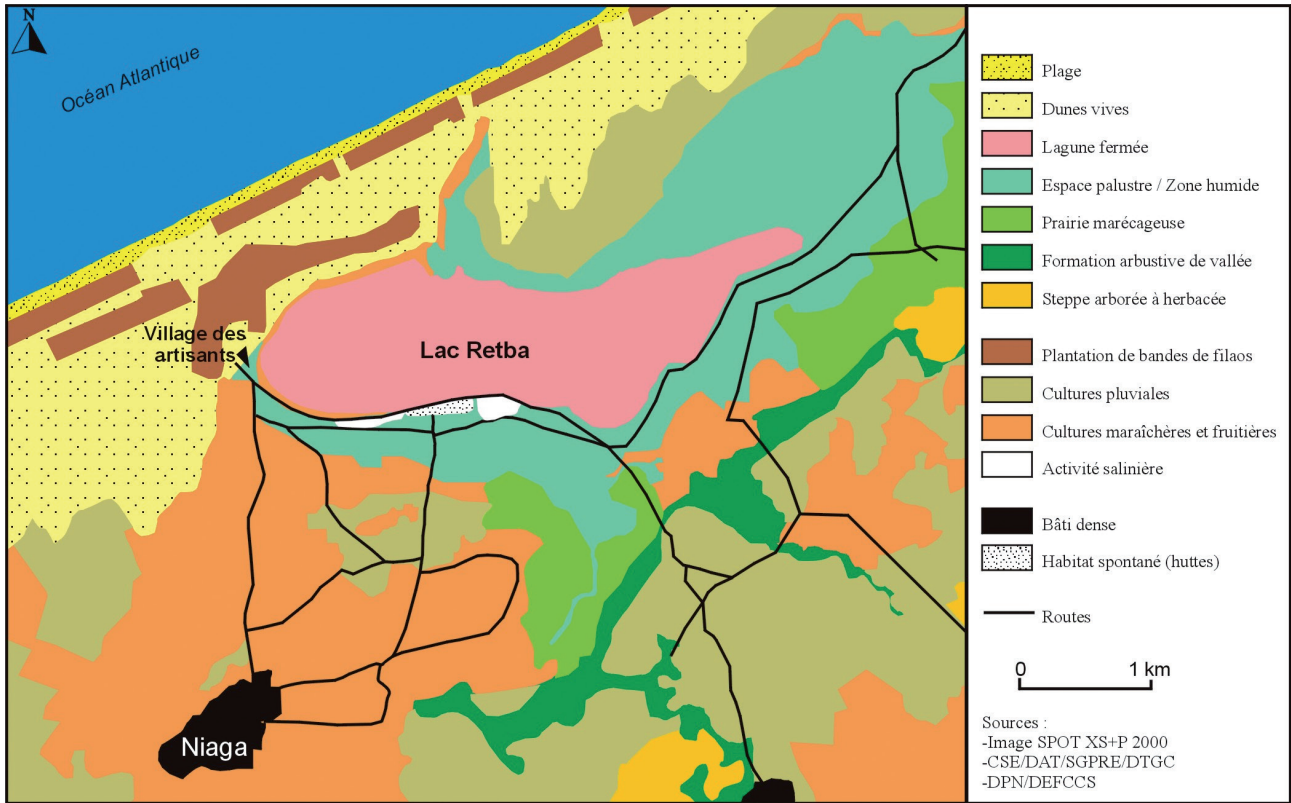 N
Océan Atlantique
Village des
artisants
Lac Retba
Niaga
Plage
Dunes vives
Lagune fermée
Espace palustre / Zone humide
Prairie marécageuse
Formation arbustive de vallée
Steppe arborée à herbacée
Plantation de bandes de filaos
Cultures pluviales
Cultures maraîchères et fruitières
Activité salinière
Bâti dense
Habitat spontané (huttes)
Routes
0 1 km
Sources :
-Image SPOT XS+P 2000
-CSE/DAT/SGPRE/DTGC
-DPN/DEFCCS